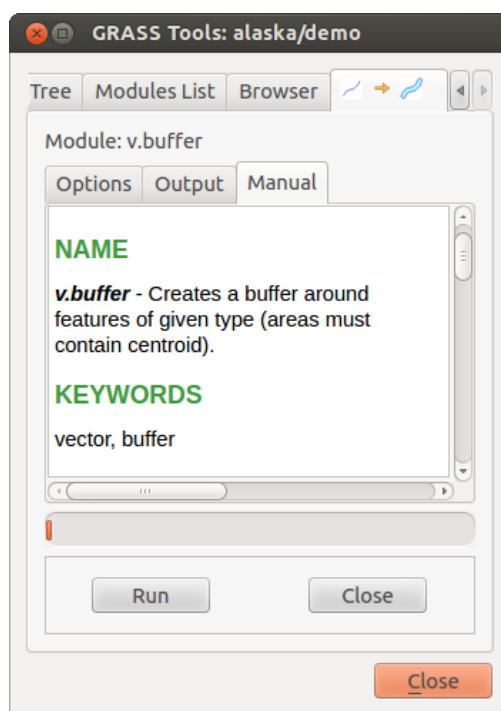 GRASS Tools: alaska/demo
Tree Modules List Browser
Module: v.buffer
Options Output Manual
NAME
v.buffer - Creates a buffer around
features of given type (areas must
contain centroid).
KEYWORDS
vector, buffer
Run Close
Close